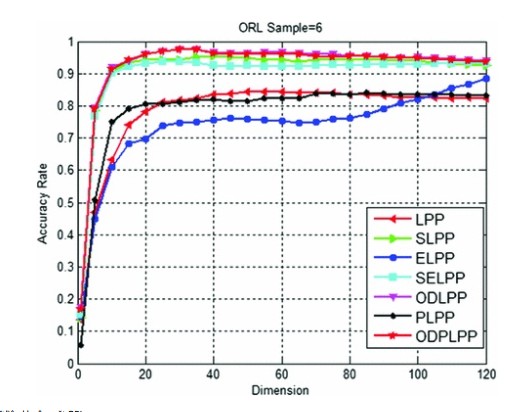 ORL Sample=6
1
0.9
0.8
0.7
0.6
0.5
0.4
0.3
0.2
0.1
0
Accuracy Rate
LPP
SLPP
ELPP
SELPP
ODLPP
PLPP
ODPLPP
0 20 40 60 80 100 120
Dimension